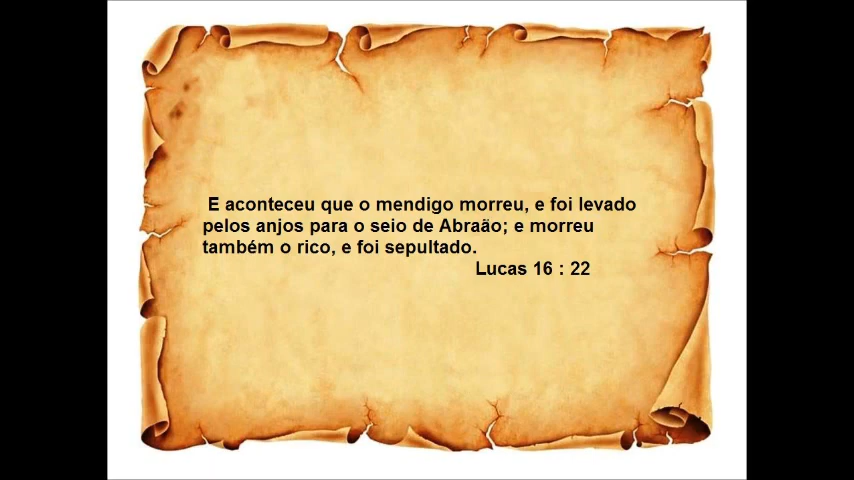 E aconteceu que o mendigo morreu, e foi levado
pelos anjos para o seio de Abraão; e morreu
também o rico, e foi sepultado.
Lucas 16 : 22